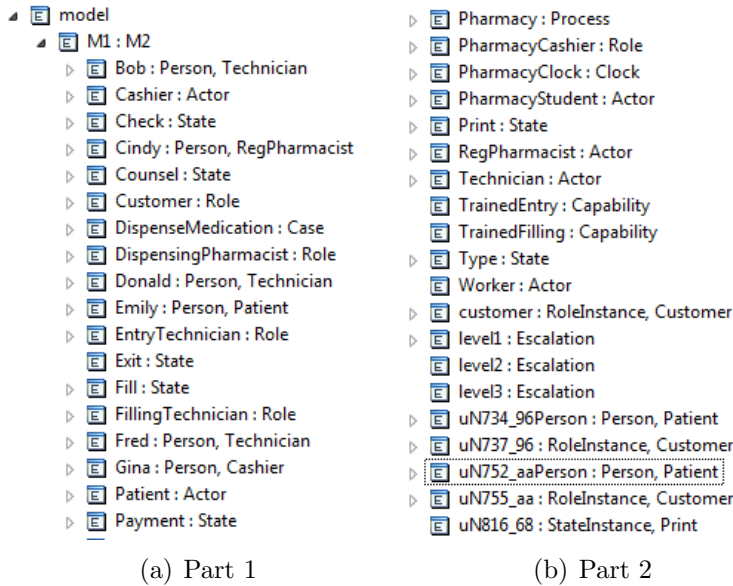 model
M1 : M2
Bob : Person, Technician
Cashier : Actor
Check : State
Cindy : Person, RegPharmacist
Counsel : State
Customer : Role
DispenseMedication : Case
DispensingPharmacist : Role
Donald : Person, Technician
Emily : Person, Patient
EntryTechnician : Role
Exit : State
Fill : State
FillingTechnician : Role
Fred : Person, Technician
Gina : Person, Cashier
Patient : Actor
Payment : State
(a) Part 1
Pharmacy : Process
PharmacyCashier : Role
PharmacyClock : Clock
PharmacyStudent : Actor
Print : State
RegPharmacist : Actor
Technician : Actor
TrainedEntry : Capability
TrainedFilling : Capability
Type : State
Worker : Actor
customer : RoleInstance, Customer
level1 : Escalation
level2 : Escalation
level3 : Escalation
uN734_96Person : Person, Patient
uN737_96 : RoleInstance, Customer
uN752_aaPerson : Person, Patient
uN755_aa : RoleInstance, Customer
uN816_68 : StateInstance, Print
(b) Part 2